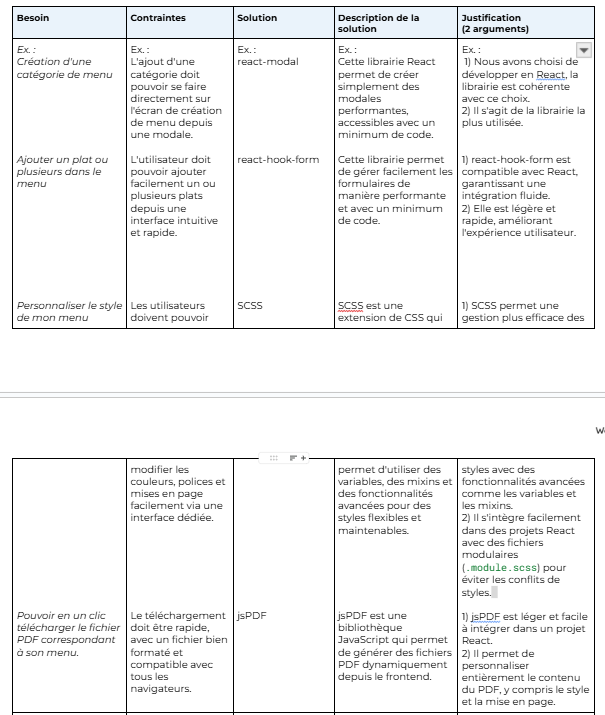 Besoin
Contraintes
Solution
Description de la
solution
Justification
(2 arguments)
Ex. :
Création d'une
catégorie de menu
Ex. :
L'ajout d'une
catégorie doit
pouvoir se faire
directement sur
l'écran de création
de menu depuis
une modale.
Ex. :
react-modal
Ex. :
Cette librairie React
permet de créer
simplement des
modales
performantes,
accessibles avec un
minimum de code.
Ex. :
1) Nous avons choisi de
développer en React, la
librairie est cohérente
avec ce choix.
2) Il s'agit de la librairie la
plus utilisée.
Ajouter un plat ou
plusieurs dans le
menu
L'utilisateur doit
pouvoir ajouter
facilement un ou
plusieurs plats
depuis une
interface intuitive
et rapide.
react-hook-form
Cette librairie permet
de gérer facilement les
formulaires de
manière performante
et avec un minimum
de code.
1) react-hook-form est
compatible avec React,
garantissant une
intégration fluide.
2) Elle est légère et
rapide, améliorant
l'expérience utilisateur.
Personnaliser le style
de mon menu
Les utilisateurs
doivent pouvoir
SCSS
SCSS est une
extension de CSS qui
1) SCSS permet une
gestion plus efficace des
modifier les
couleurs, polices et
mises en page
facilement via une
interface dédiée.
permet d'utiliser des
variables, des mixins et
des fonctionnalités
avancées pour des
styles flexibles et
maintenables.
styles avec des
fonctionnalités avancées
comme les variables et
les mixins.
2) Il s'intègre facilement
dans des projets React
avec des fichiers
modulaires
(.module.scss) pour
éviter les conflits de
styles.
Pouvoir en un clic
télécharger le fichier
PDF correspondant
à son menu.
Le téléchargement
doit être rapide,
avec un fichier bien
formaté et
compatible avec
tous les
navigateurs.
jsPDF
jsPDF est une
bibliothèque
JavaScript qui permet
de générer des fichiers
PDF dynamiquement
depuis le frontend.
1) jsPDF est léger et facile
à intégrer dans un projet
React.
2) Il permet de
personnaliser
entièrement le contenu
du PDF, y compris le style
et la mise en page.